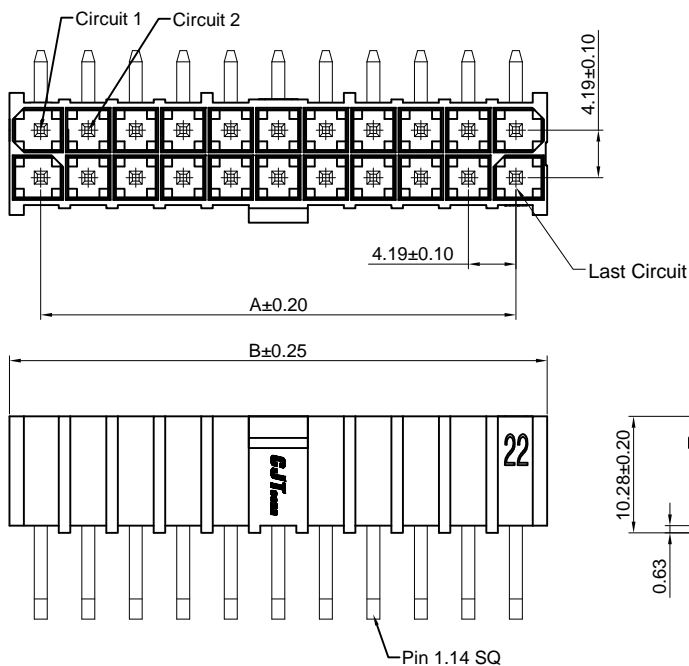 Circuit 1
Circuit 2
4.19±0.10
4.19±0.10
Last Circuit
A±0.20
B±0.25
22
CJT
10.28±0.20
0.63
Pin 1.14 SQ